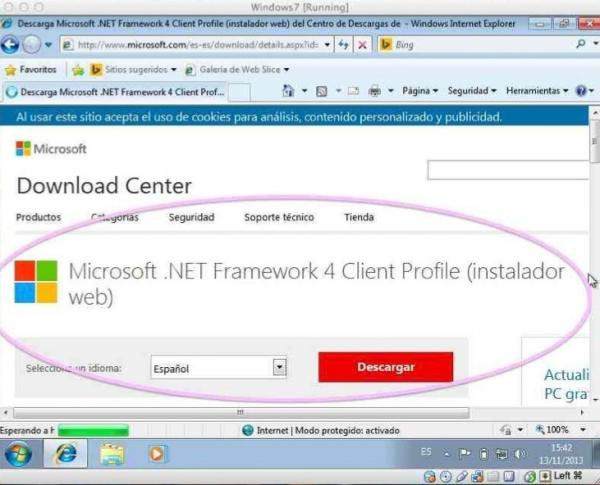 Windows7 [Running]
Descarga Microsoft .NET Framework 4 Client Profile (instalador web) del Centro de Descargas de - Windows Internet Explorer
http://www.microsoft.com/es-es/download/details.aspx?id=
Bing
Favoritos Sitios sugeridos Galería de Web Slice
Descarga Microsoft .NET Framework 4 Client Prof... Página Seguridad Herramientas
Al usar este sitio acepta el uso de cookies para análisis, contenido personalizado y publicidad.
Microsoft
Download Center
Productos Categorías Seguridad Soporte técnico Tienda
Microsoft .NET Framework 4 Client Profile (instalador
web)
Seleccione un idioma: Español Descargar
Actuali
PC gra
Esperando a h Internet | Modo protegido: activado 100%
ES 15:42
13/11/2013
Left ⌘